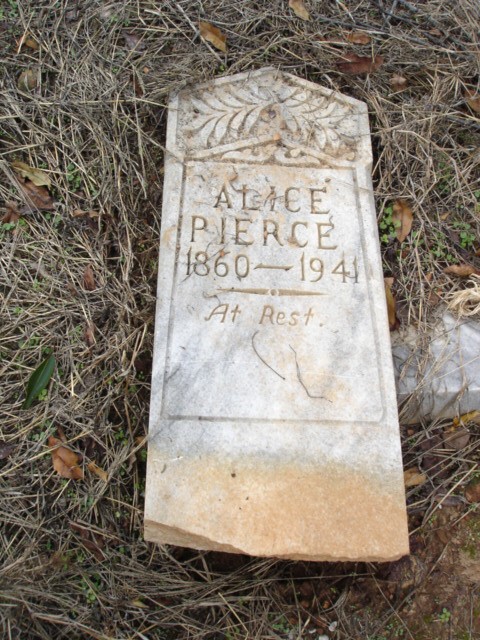 ALICE
PIERCE
1860—1941
At Rest.